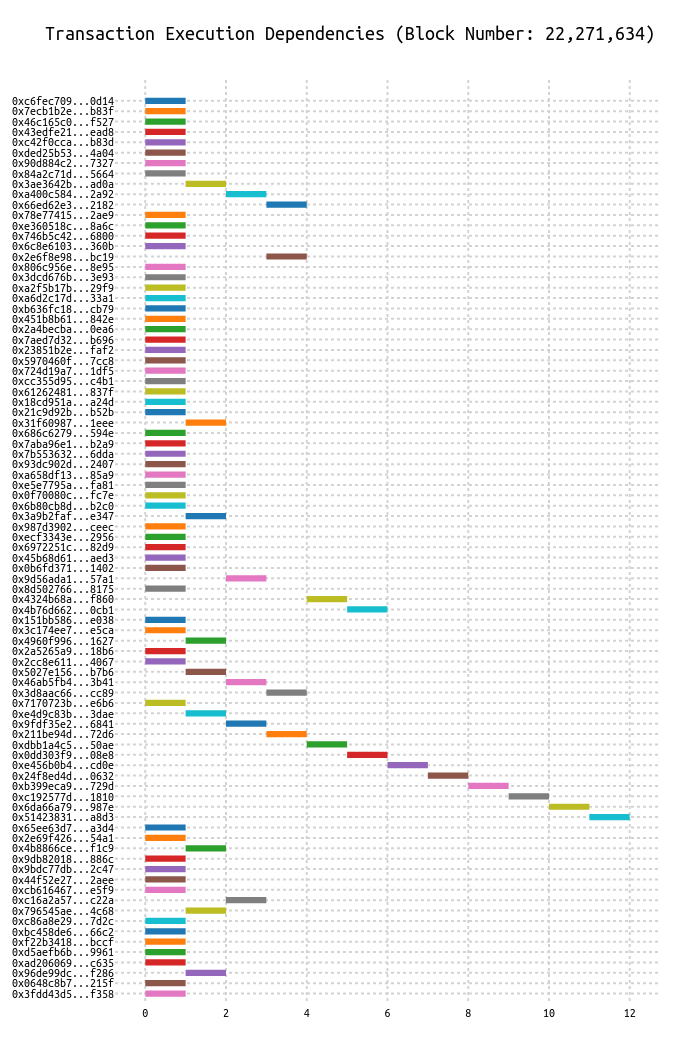 Transaction Execution Dependencies (Block Number: 22,271,634)
0xc6fec709...0d14
0x7ecb1b2e...b83f
0x46c165c0...f527
0x43edfe21...ead8
0xc42f0cca...b83d
0xded25b53...4a04
0x90d884c2...7327
0x84a2c71d...5664
0x3ae3642b...ad0a
0xa400c584...2a92
0x66ed62e3...2182
0x78e77415...2ae9
0xe360518c...8a6c
0x746b5c42...6800
0x6c8e6103...360b
0x2e6f8e98...bc19
0x806c956e...8e95
0x3dcd676b...3e93
0xa2f5b17b...29f9
0xa6d2c17d...33a1
0xb636fc18...cb79
0x451b8b61...842e
0x2a4becba...0ea6
0x7aed7d32...b696
0x23851b2e...faf2
0x5970460f...7cc8
0x724d19a7...1df5
0xcc355d95...c4b1
0x61262481...837f
0x18cd951a...a24d
0x21c9d92b...b52b
0x31f60987...1eee
0x686c6279...594e
0x7aba96e1...b2a9
0x7b553632...6dda
0x93dc902d...2407
0xa658df13...85a9
0xe5e7795a...fa81
0x0f70080c...fc7e
0x6b80cb8d...b2c0
0x3a9b2faf...e347
0x987d3902...ceec
0xecf3343e...2956
0x6972251c...82d9
0x45b68d61...aed3
0x0b6fd371...1402
0x9d56ada1...57a1
0x8d502766...8175
0x4324b68a...f860
0x4b76d662...0cb1
0x151bb586...e038
0x3c174ee7...e5ca
0x4960f996...1627
0x2a5265a9...18b6
0x2cc8e611...4067
0x5027e156...b7b6
0x46ab5fb4...3b41
0x3d8aac66...cc89
0x7170723b...e6b6
0xe4d9c83b...3dae
0x9fdf35e2...6841
0x211be94d...72d6
0xdbb1a4c5...50ae
0x0dd303f9...08e8
0xe456b0b4...cd0e
0x24f8ed4d...0632
0xb399eca9...729d
0xc192577d...1810
0x6da66a79...987e
0x51423831...a8d3
0x65ee63d7...a3d4
0x2e69f426...54a1
0x4b8866ce...f1c9
0x9db82018...886c
0x9bdc77db...2c47
0x44f52e27...2aee
0xcb616467...e5f9
0xc16a2a57...c22a
0x796545ae...4c68
0xc86a8e29...7d2c
0xbc458de6...66c2
0xf22b3418...bccf
0xd5aefb6b...9961
0xad206069...c635
0x96de99dc...f286
0x0648c8b7...215f
0x3fdd43d5...f358
0 2 4 6 8 10 12